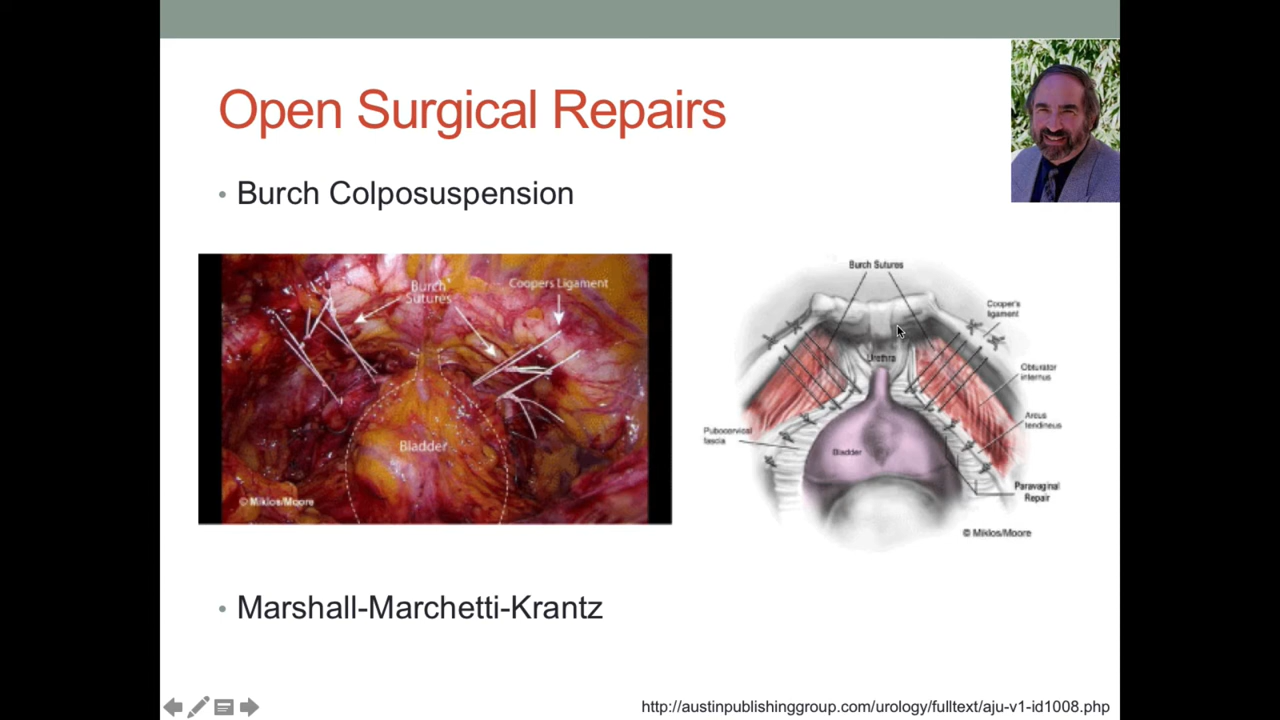 Open Surgical Repairs
• Burch Colposuspension
Burch
Sutures
Coopers Ligament
Bladder
© Miklos/Moore
Burch Sutures
Cooper's
ligament
Urethra
Obturator
internus
Arcus
tendineus
Pubocervical
fascia
Bladder
Paravaginal
Repair
© Miklos/Moore
• Marshall-Marchetti-Krantz
http://austinpublishinggroup.com/urology/fulltext/aju-v1-id1008.php